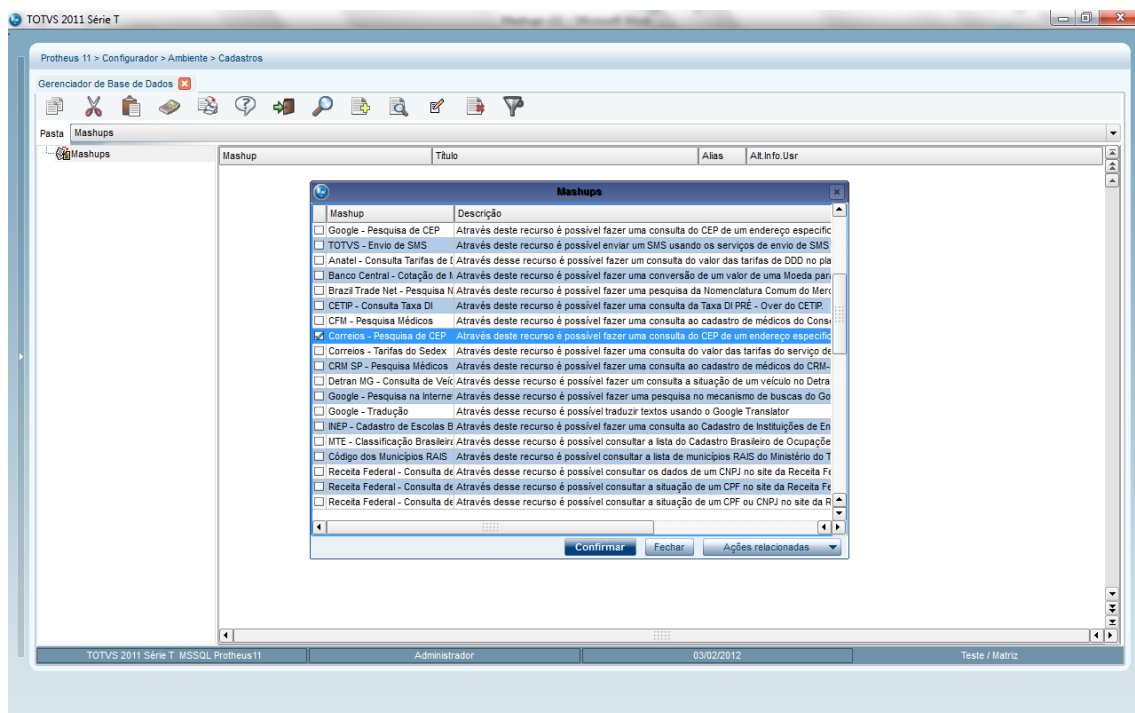 TOTVS 2011 Série T
Protheus 11 > Configurador > Ambiente > Cadastros
Gerenciador de Base de Dados
Pasta Mashups
Mashups
Mashup Título Alias Alt.Info.Usr
Mashups
Mashup Descrição
Google - Pesquisa de CEP Através deste recurso é possível fazer uma consulta do CEP de um endereço especific
TOTVS - Envio de SMS Através deste recurso é possível enviar um SMS usando os serviços de envio de SMS
Anatel - Consulta Tarifas de Através deste recurso é possível fazer um consulta do valor das tarifas de DDD no pla
Banco Central - Cotação de Através deste recurso é possível fazer uma conversão de um valor de uma Moeda para
Brazil Trade Net - Pesquisa N Através deste recurso é possível fazer uma pesquisa da Nomenclatura Comum do Merc
CETIP - Consulta Taxa DI Através deste recurso é possível fazer uma consulta da Taxa DI PRÉ - Over do CETIP.
CFM - Pesquisa Médicos Através deste recurso é possível fazer uma consulta ao cadastro de médicos do Conse
Correios - Pesquisa de CEP Através deste recurso é possível fazer uma consulta do CEP de um endereço especific
Correios - Tarifas do Sedex Através deste recurso é possível fazer uma consulta do valor das tarifas do serviço de
CRM SP - Pesquisa Médicos Através deste recurso é possível fazer uma consulta ao cadastro de médicos do CRM-
Detran MG - Consulta de Veíc Através desse recurso é possível fazer um consulta a situação de um veículo no Detra
Google - Pesquisa na Interne Através desse recurso é possível fazer uma pesquisa no mecanismo de buscas do Go
Google - Tradução Através desse recurso é possível traduzir textos usando o Google Translator
INEP - Cadastro de Escolas B Através desse recurso é possível fazer uma consulta ao Cadastro de Instituições de En
MTE - Classificação Brasileira Através desse recurso é possível consultar a lista do Cadastro Brasileiro de Ocupaçõe
Código dos Municípios RAIS Através desse recurso é possível consultar a lista de municípios RAIS do Ministério do T
Receita Federal - Consulta de Através desse recurso é possível consultar os dados de um CNPJ no site da Receita Fe
Receita Federal - Consulta de Através desse recurso é possível consultar a situação de um CPF no site da Receita Fe
Receita Federal - Consulta de Através desse recurso é possível consultar a situação de um CPF ou CNPJ no site da R
Confirmar Fechar Ações relacionadas
TOTVS 2011 Série T MSSQL Protheus11 Administrador 03/02/2012 Teste / Matriz